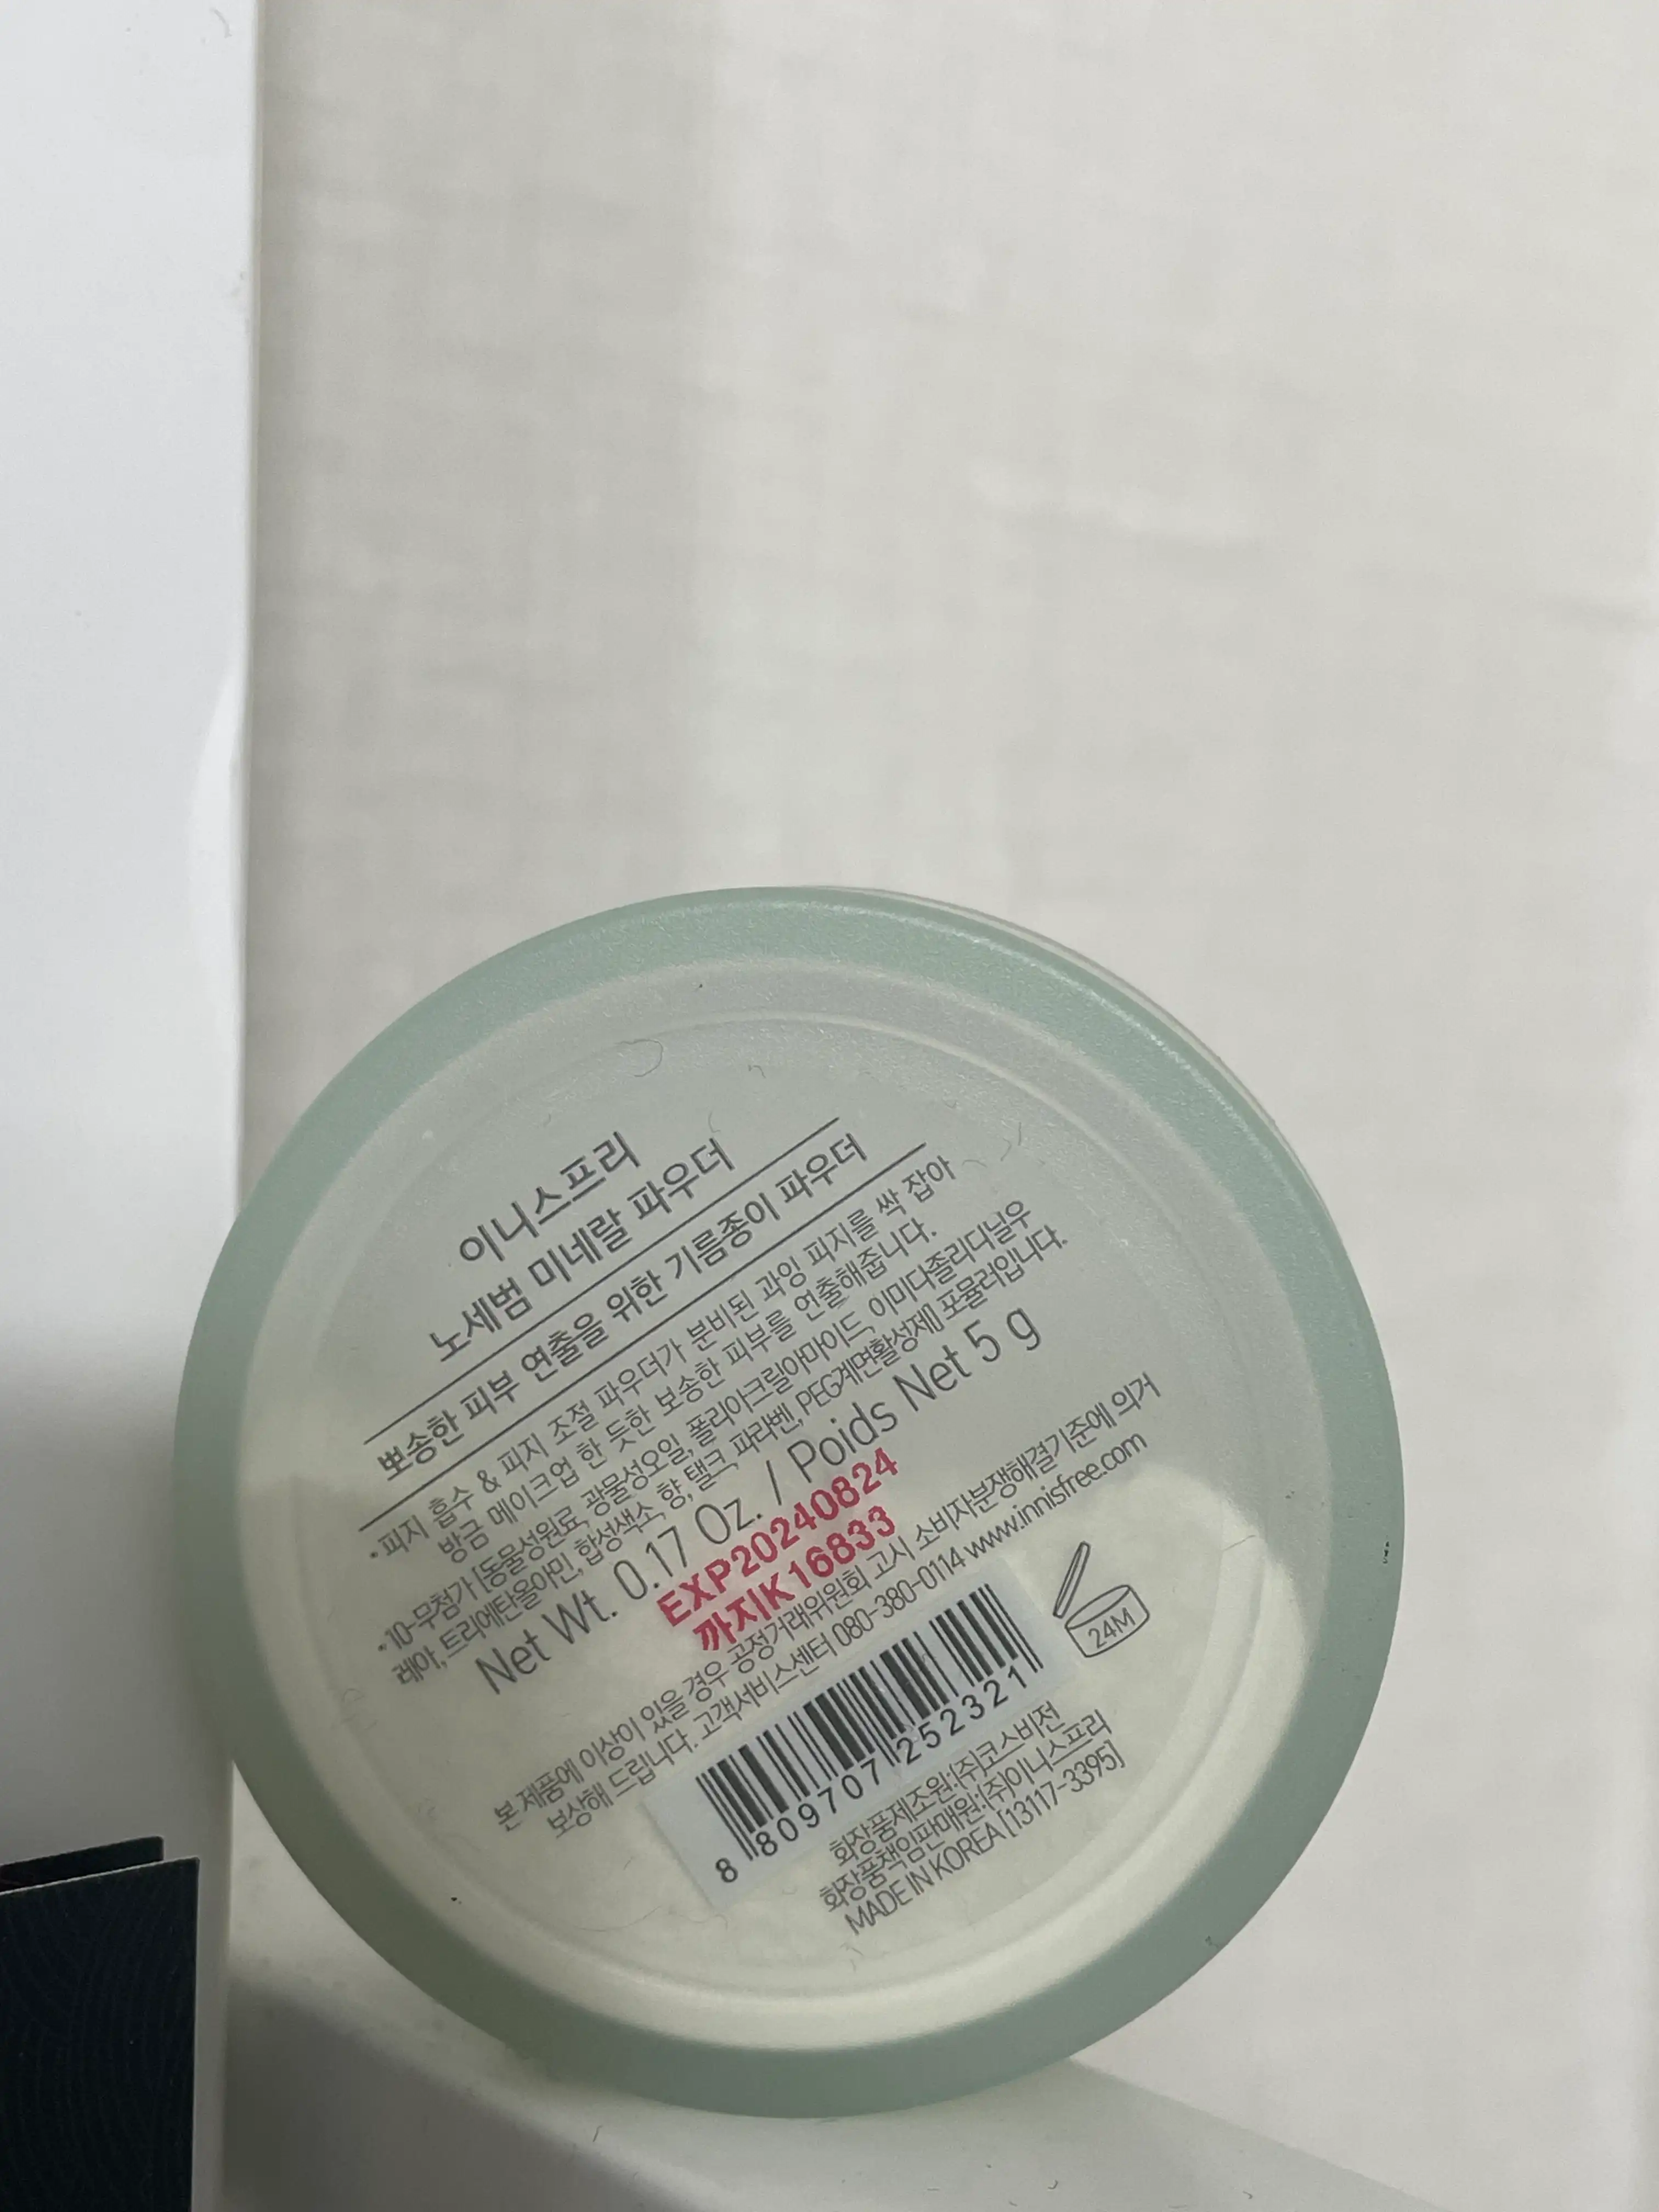 이니스프리
노세범 미네랄 파우더
뽀송한 피부 연출을 위한 기름종이 파우더
• 피지 흡수 & 피지 조절 파우더가 분비된 과잉 피지를 싹 잡아
방금 메이크업 한 듯한 보송한 피부를 연출해줍니다.
• 10-무첨가 [동물성원료, 광물성오일, 폴리아크릴아마이드, 이미다졸리디닐우
레아, 트리에탄올아민, 합성색소, 향, 탤크, 파라벤, PEG계면활성제] 포뮬러입니다.
Net Wt. 0.17 Oz. / Poids Net 5 g
EXP20240824
까지K16833
본 제품에 이상이 있을 경우 공정거래위원회 고시 소비자분쟁해결기준에 의거
보상해 드립니다. 고객서비스센터 080-380-0114 www.innisfree.com
8 809707 252321
24M
화장품제조원:(주)코스비전
화장품책임판매원:(주)이니스프리
MADE IN KOREA [13117-3395]